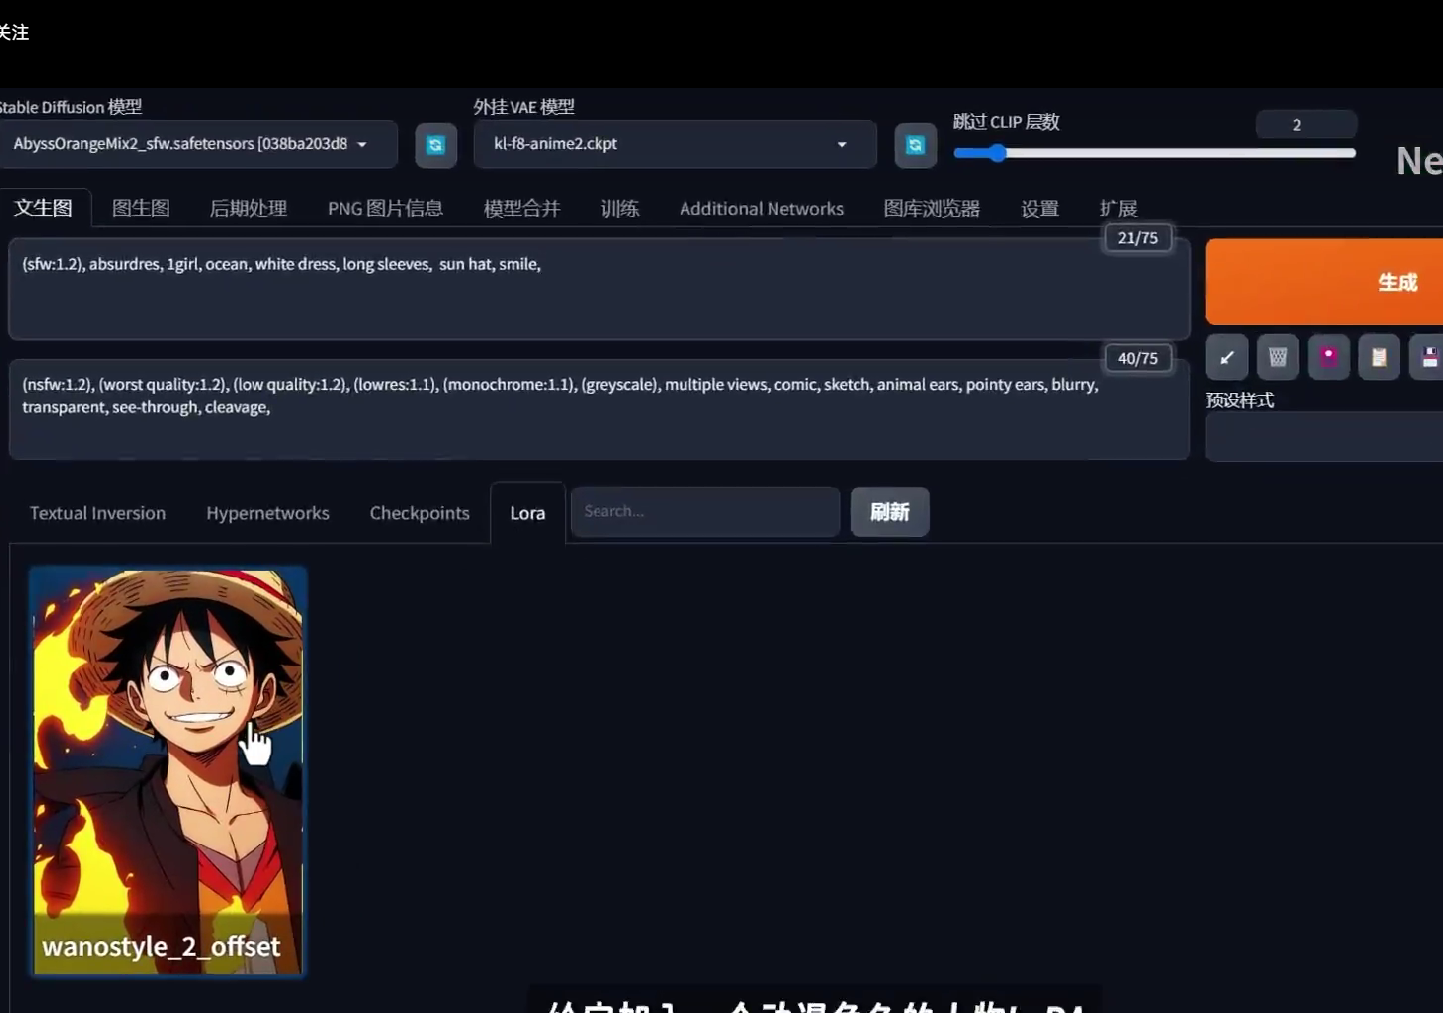 关注
Stable Diffusion 模型
外挂 VAE 模型
跳过 CLIP 层数
2
AbyssOrangeMix2_sfw.safetensors [038ba203d8
kl-f8-anime2.ckpt
Ne
文生图 图生图 后期处理 PNG 图片信息 模型合并 训练 Additional Networks 图库浏览器 设置 扩展
21/75
(sfw:1.2), absurdres, 1girl, ocean, white dress, long sleeves,  sun hat, smile,
生成
40/75
(nsfw:1.2), (worst quality:1.2), (low quality:1.2), (lowres:1.1), (monochrome:1.1), (greyscale), multiple views, comic, sketch, animal ears, pointy ears, blurry,
transparent, see-through, cleavage,
预设样式
Textual Inversion Hypernetworks Checkpoints Lora Search... 刷新
wanostyle_2_offset